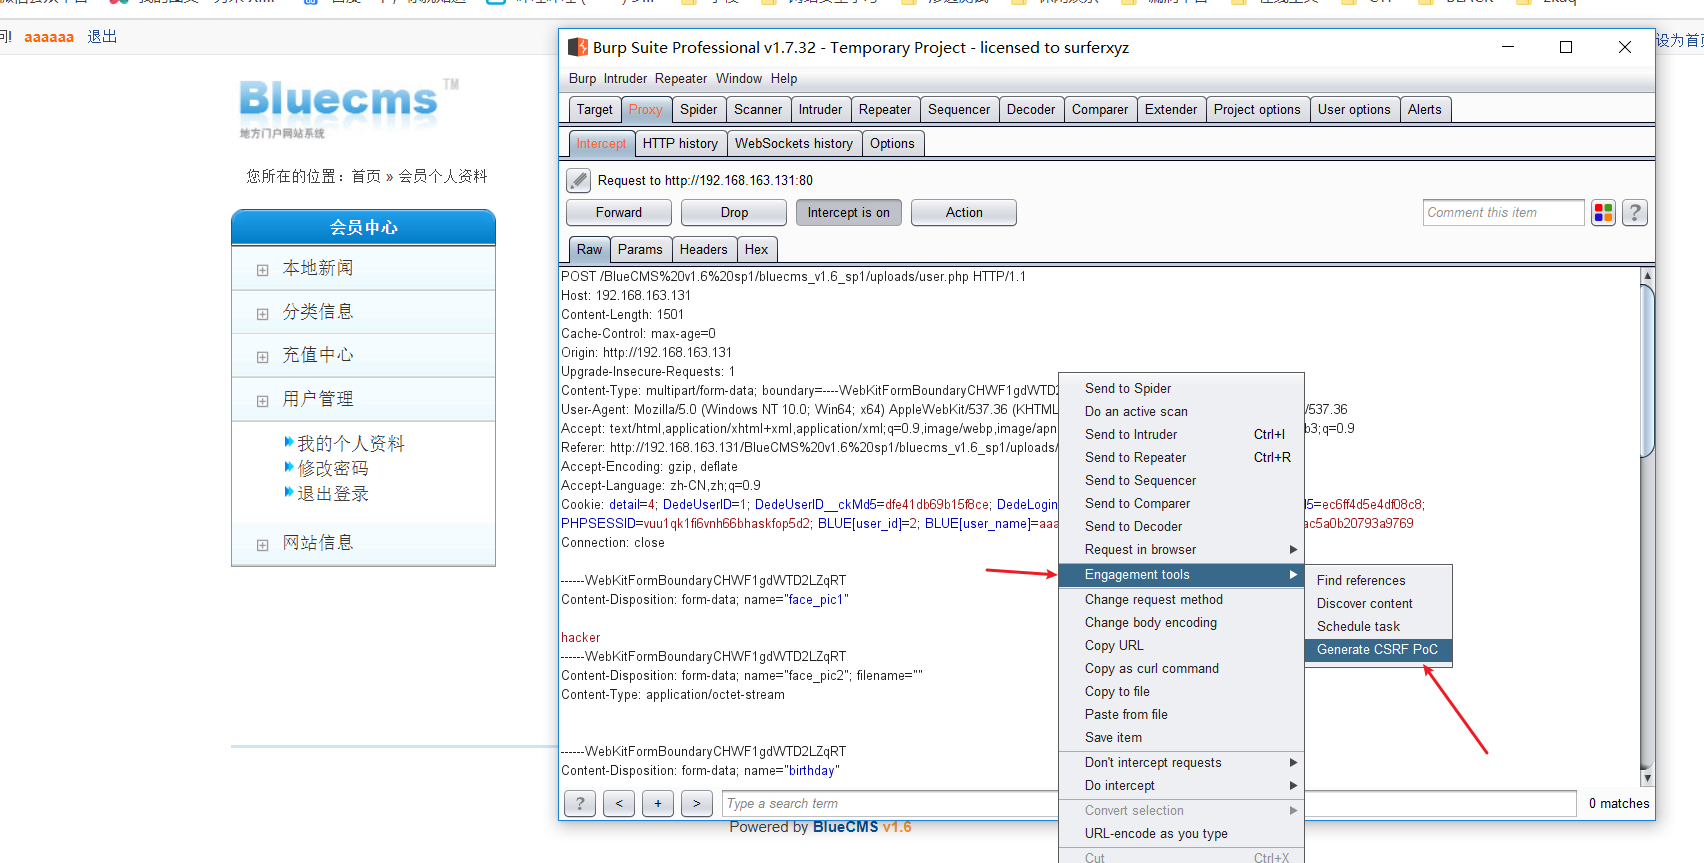 问! aaaaaa 退出
设为首页
Bluecms TM
地方门户网站系统
您所在的位置：首页 » 会员个人资料
会员中心
本地新闻
分类信息
充值中心
用户管理
我的个人资料
修改密码
退出登录
网站信息
Powered by BlueCMS v1.6
Burp Suite Professional v1.7.32 - Temporary Project - licensed to surferxyz
Burp Intruder Repeater Window Help
Target Proxy Spider Scanner Intruder Repeater Sequencer Decoder Comparer Extender Project options User options Alerts
Intercept HTTP history WebSockets history Options
Request to http://192.168.163.131:80
Forward Drop Intercept is on Action Comment this item ?
Raw Params Headers Hex
POST /BlueCMS%20v1.6%20sp1/bluecms_v1.6_sp1/uploads/user.php HTTP/1.1
Host: 192.168.163.131
Content-Length: 1501
Cache-Control: max-age=0
Origin: http://192.168.163.131
Upgrade-Insecure-Requests: 1
Content-Type: multipart/form-data; boundary=----WebKitFormBoundaryCHWF1gdWTD2
User-Agent: Mozilla/5.0 (Windows NT 10.0; Win64; x64) AppleWebKit/537.36 (KHTML /537.36
Accept: text/html,application/xhtml+xml,application/xml;q=0.9,image/webp,image/apn b3;q=0.9
Referer: http://192.168.163.131/BlueCMS%20v1.6%20sp1/bluecms_v1.6_sp1/uploads/
Accept-Encoding: gzip, deflate
Accept-Language: zh-CN,zh;q=0.9
Cookie: detail=4; DedeUserID=1; DedeUserID__ckMd5=dfe41db69b15f8ce; DedeLogin 5=ec6ff4d5e4df08c8;
PHPSESSID=vuu1qk1fi6vnh66bhaskfop5d2; BLUE[user_id]=2; BLUE[user_name]=aaa ac5a0b20793a9769
Connection: close
------WebKitFormBoundaryCHWF1gdWTD2LZqRT
Content-Disposition: form-data; name="face_pic1"
hacker
------WebKitFormBoundaryCHWF1gdWTD2LZqRT
Content-Disposition: form-data; name="face_pic2"; filename=""
Content-Type: application/octet-stream
------WebKitFormBoundaryCHWF1gdWTD2LZqRT
Content-Disposition: form-data; name="birthday"
? < + > Type a search term 0 matches
Send to Spider
Do an active scan
Send to Intruder Ctrl+I
Send to Repeater Ctrl+R
Send to Sequencer
Send to Comparer
Send to Decoder
Request in browser
Engagement tools
Change request method
Change body encoding
Copy URL
Copy as curl command
Copy to file
Paste from file
Save item
Don't intercept requests
Do intercept
Convert selection
URL-encode as you type
Cut Ctrl+X
Find references
Discover content
Schedule task
Generate CSRF PoC